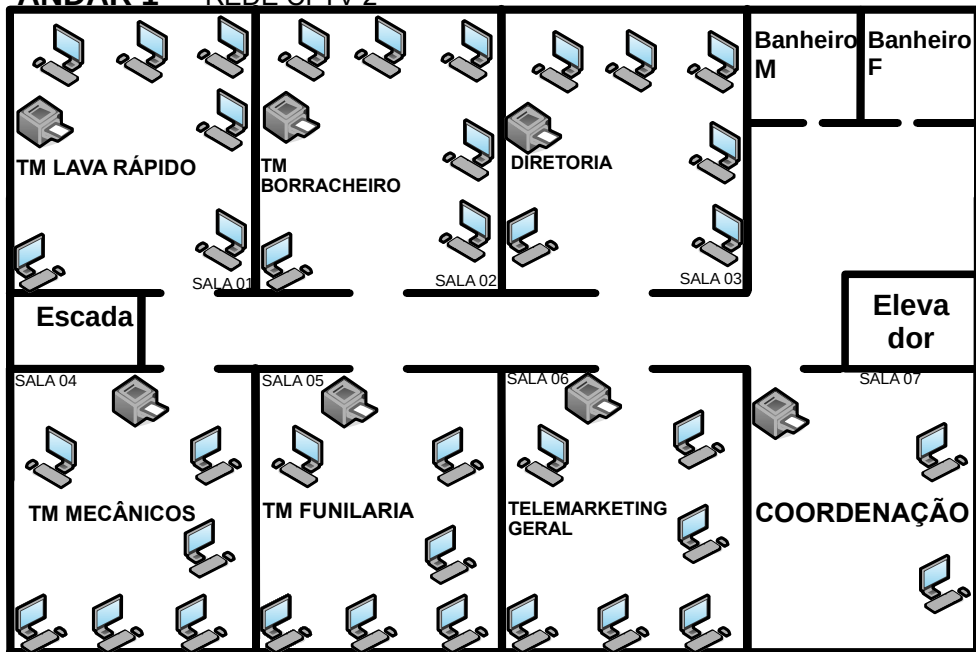 ANDAR 1
Banheiro M
Banheiro F
TM LAVA RÁPIDO
TM
BORRACHEIRO
DIRETORIA
SALA 01
SALA 02
SALA 03
Escada
Eleva
dor
SALA 04
SALA 05
SALA 06
SALA 07
TM MECÂNICOS
TM FUNILARIA
TELEMARKETING
GERAL
COORDENAÇÃO